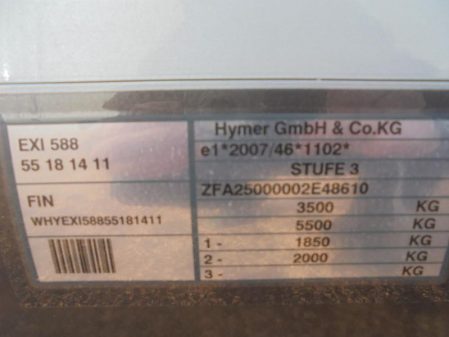 EXI 588
55 18 14 11
FIN
WHYEXI58855181411
Hymer GmbH & Co.KG
e1*2007/46*1102*
STUFE 3
ZFA25000002E48610
3500 KG
5500 KG
1 - 1850 KG
2 - 2000 KG
3 - KG